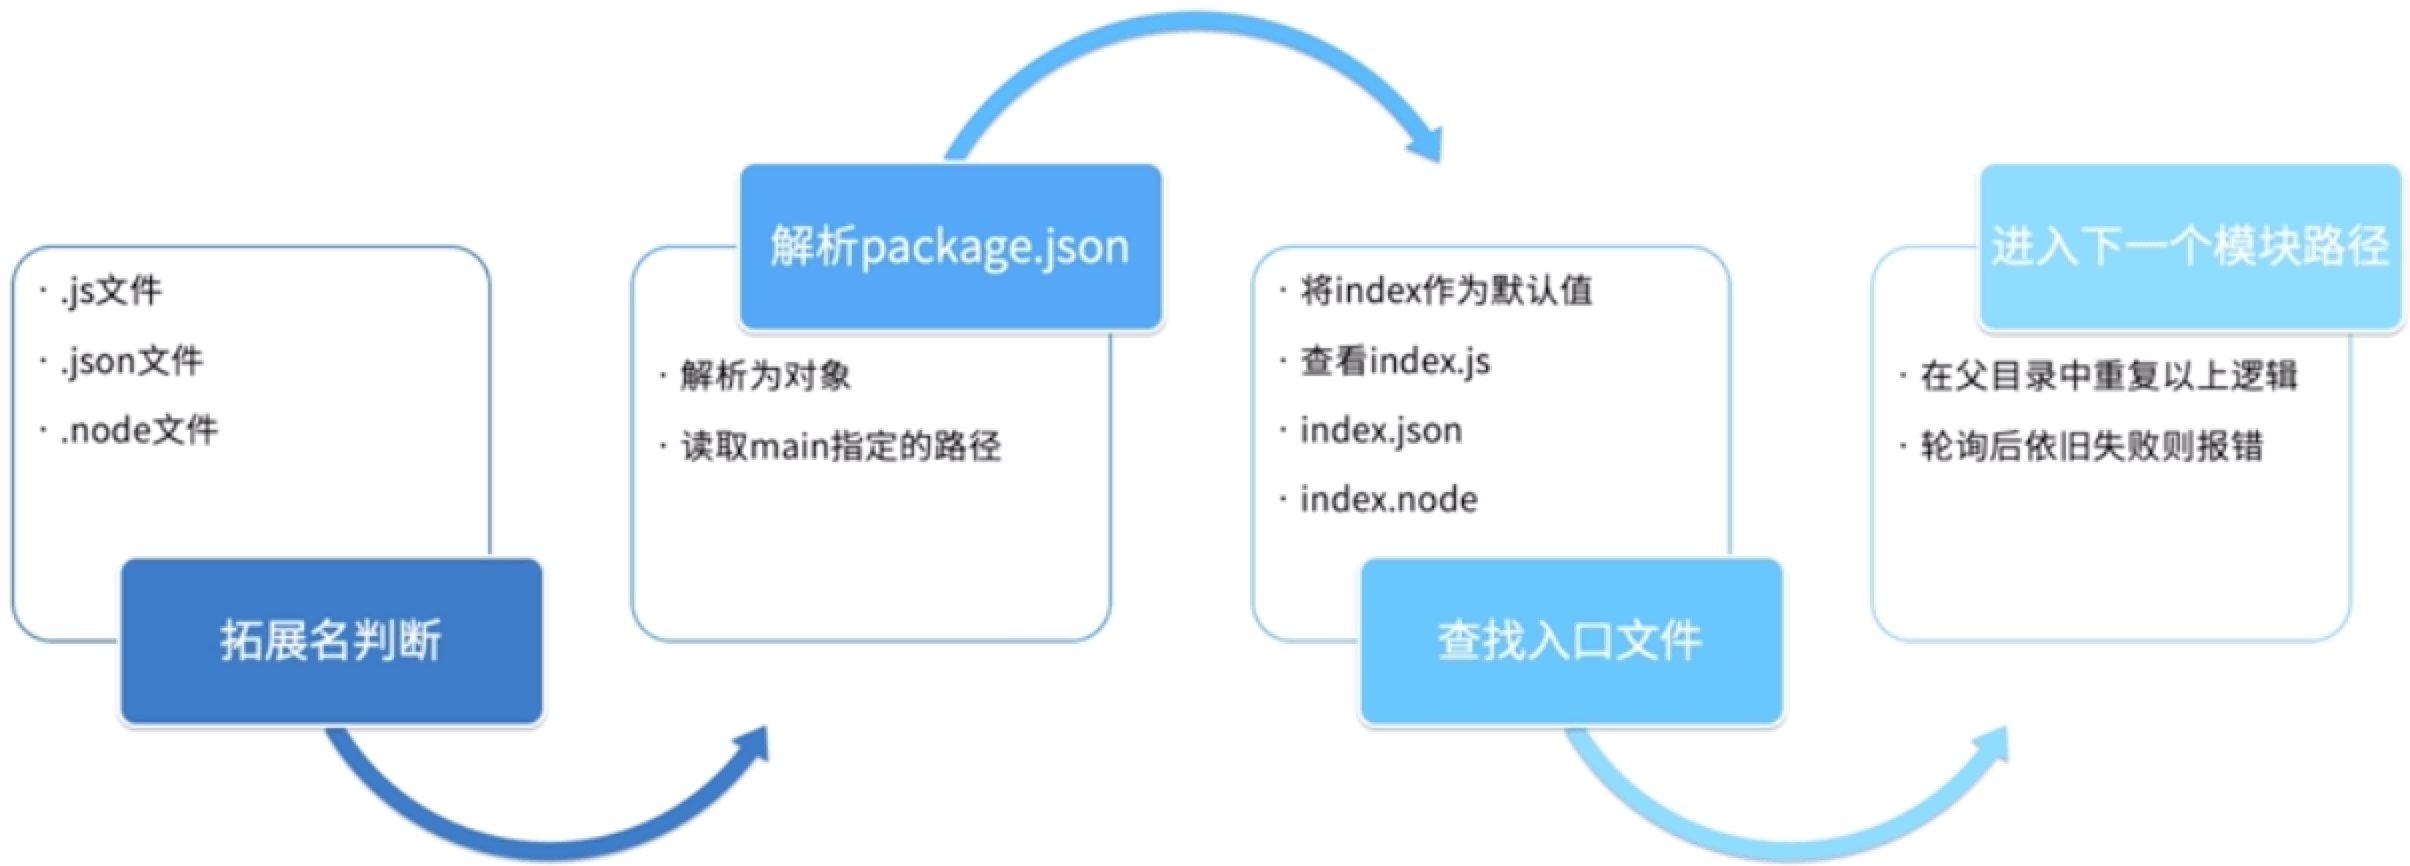 .js文件
.json文件
.node文件
拓展名判断
解析package.json
解析为对象
读取main指定的路径
将index作为默认值
查看index.js
index.json
index.node
查找入口文件
进入下一个模块路径
在父目录中重复以上逻辑
轮询后依旧失败则报错